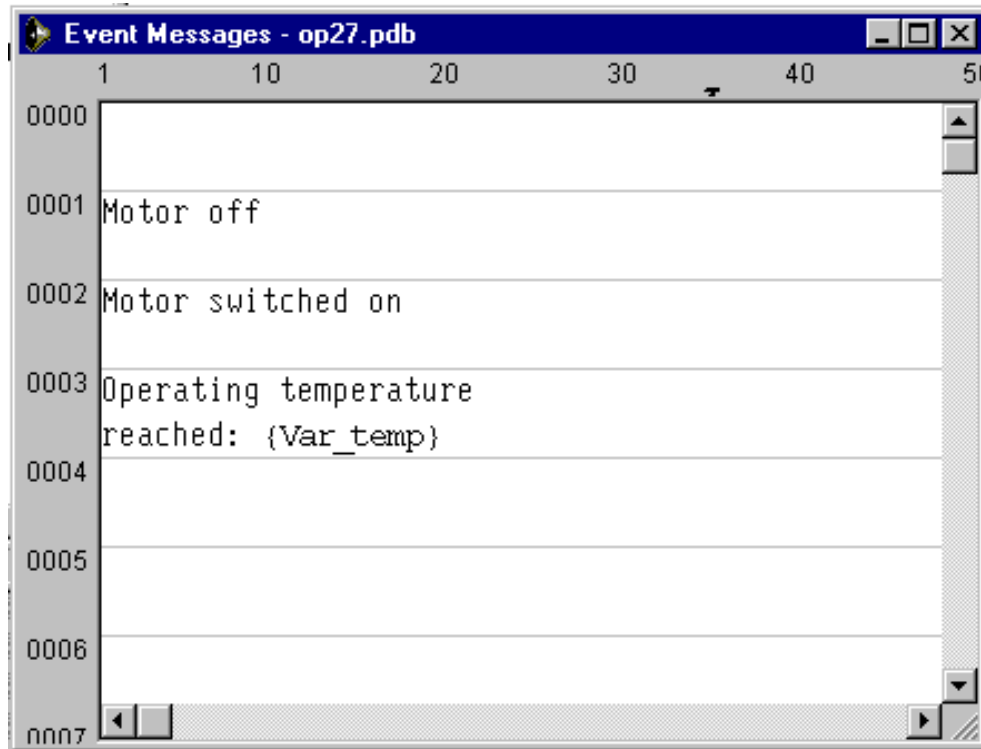 Event Messages - op27.pdb
1 10 20 30 40 5
0000
0001 Motor off
0002 Motor switched on
0003 Operating temperature
reached: {Var_temp}
0004
0005
0006
0007